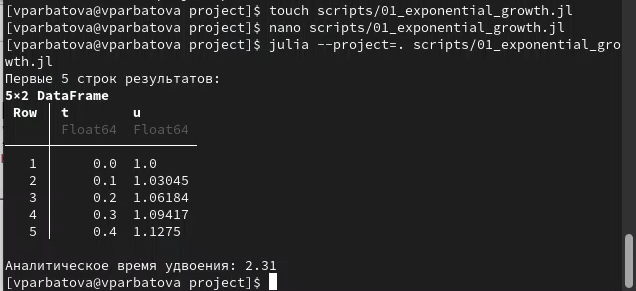 [vparbatova@vparbatova project]$ touch scripts/01_exponential_growth.jl
[vparbatova@vparbatova project]$ nano scripts/01_exponential_growth.jl
[vparbatova@vparbatova project]$ julia --project=. scripts/01_exponential_gro
wth.jl
Первые 5 строк результатов:
5×2 DataFrame
Row t u
Float64 Float64
1 0.0 1.0
2 0.1 1.03045
3 0.2 1.06184
4 0.3 1.09417
5 0.4 1.1275
Аналитическое время удвоения: 2.31
[vparbatova@vparbatova project]$